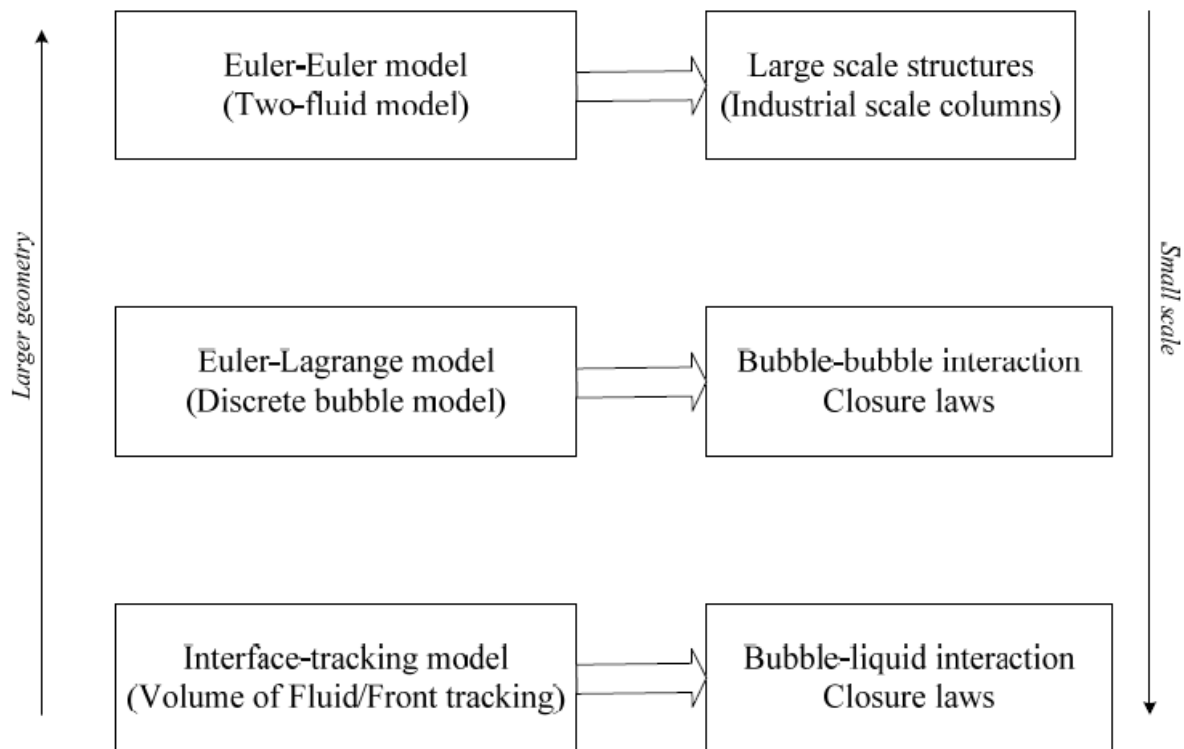 Euler-Euler model
(Two-fluid model)
Large scale structures
(Industrial scale columns)
Larger geometry
Small scale
Euler-Lagrange model
(Discrete bubble model)
Bubble-bubble interaction
Closure laws
Interface-tracking model
(Volume of Fluid/Front tracking)
Bubble-liquid interaction
Closure laws